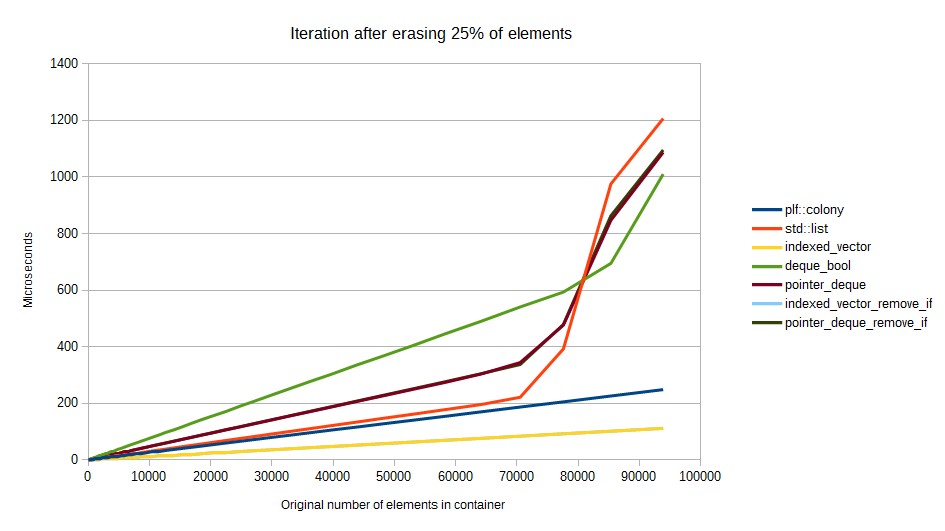 Iteration after erasing 25% of elements
1400
1200
1000
800
600
400
200
0
Microseconds
0 10000 20000 30000 40000 50000 60000 70000 80000 90000 100000
Original number of elements in container
plf::colony
std::list
indexed_vector
deque_bool
pointer_deque
indexed_vector_remove_if
pointer_deque_remove_if